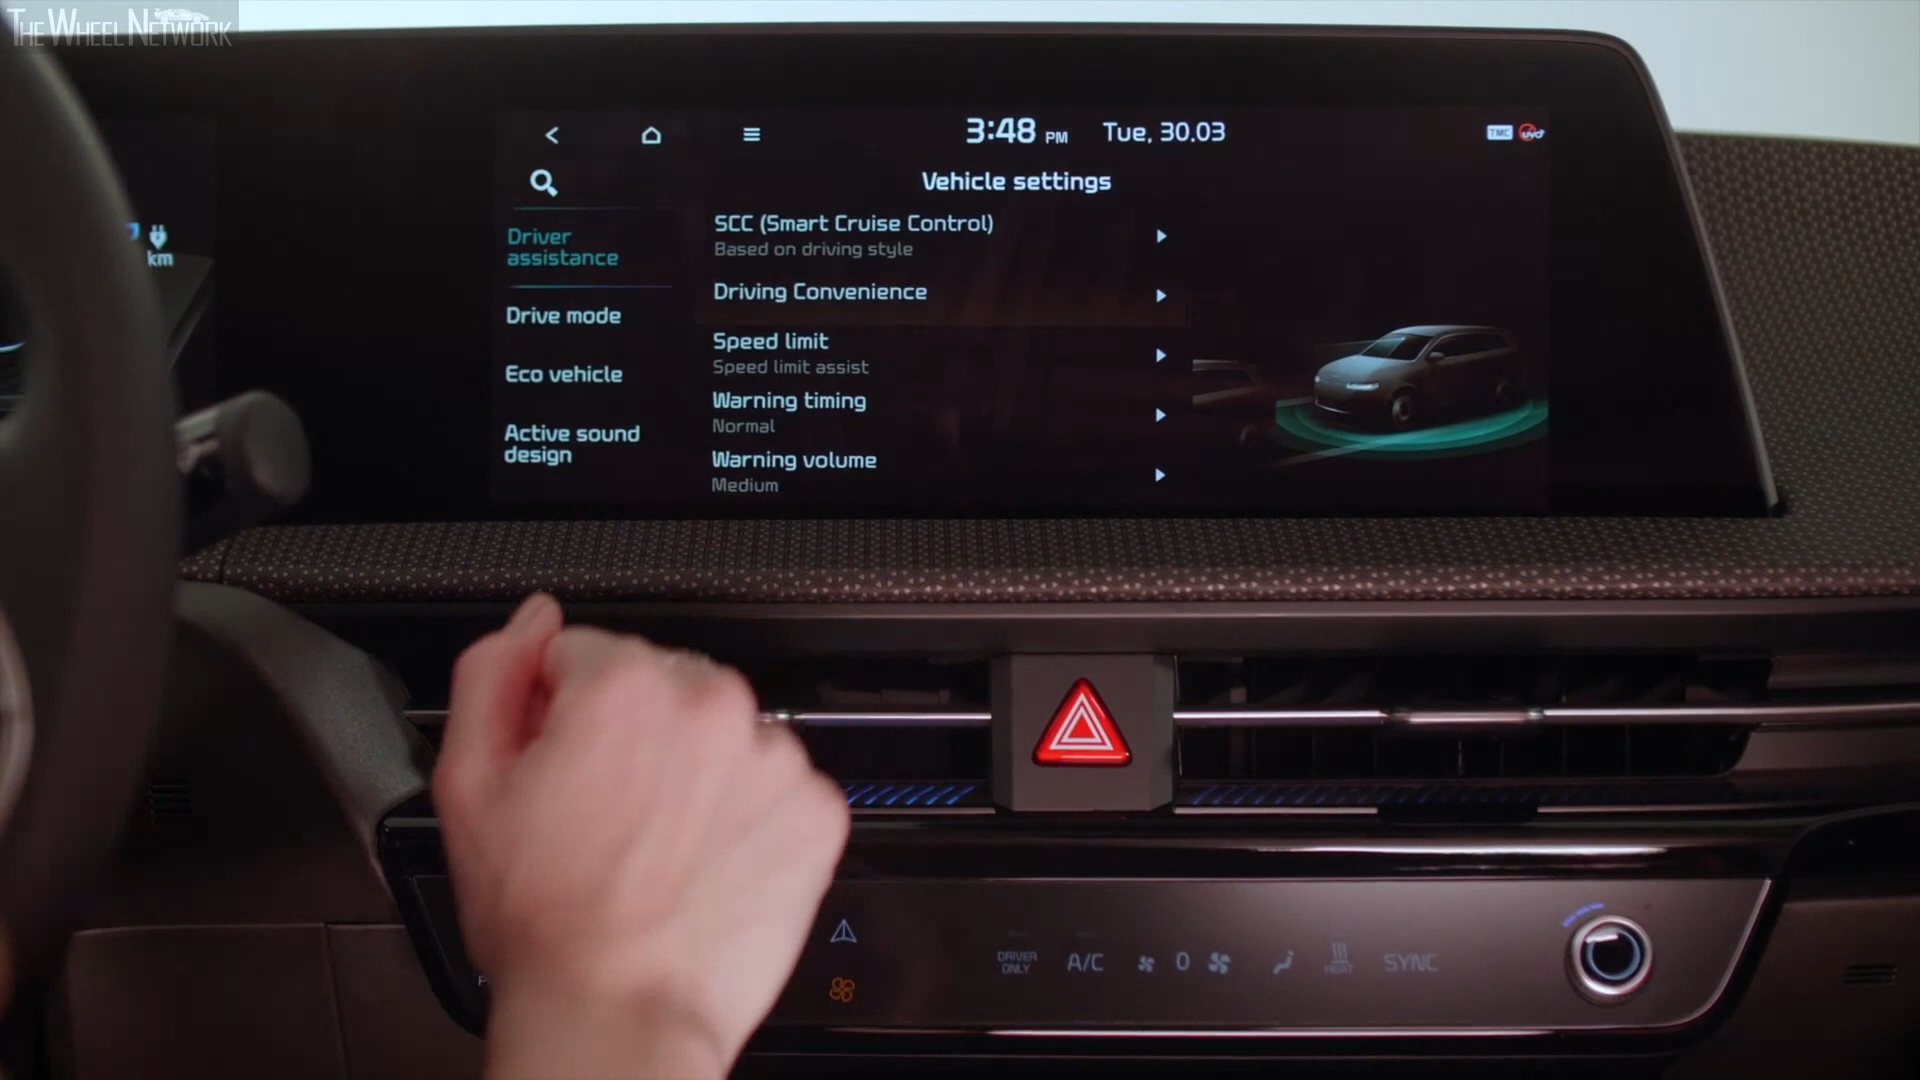 THE WHEEL NETWORK
3:48 PM Tue, 30.03
TMC UVO
Vehicle settings
Driver
assistance
Drive mode
Eco vehicle
Active sound
design
SCC (Smart Cruise Control)
Based on driving style
Driving Convenience
Speed limit
Speed limit assist
Warning timing
Normal
Warning volume
Medium
km
DRIVER
ONLY
A/C
0
HEAT
SYNC